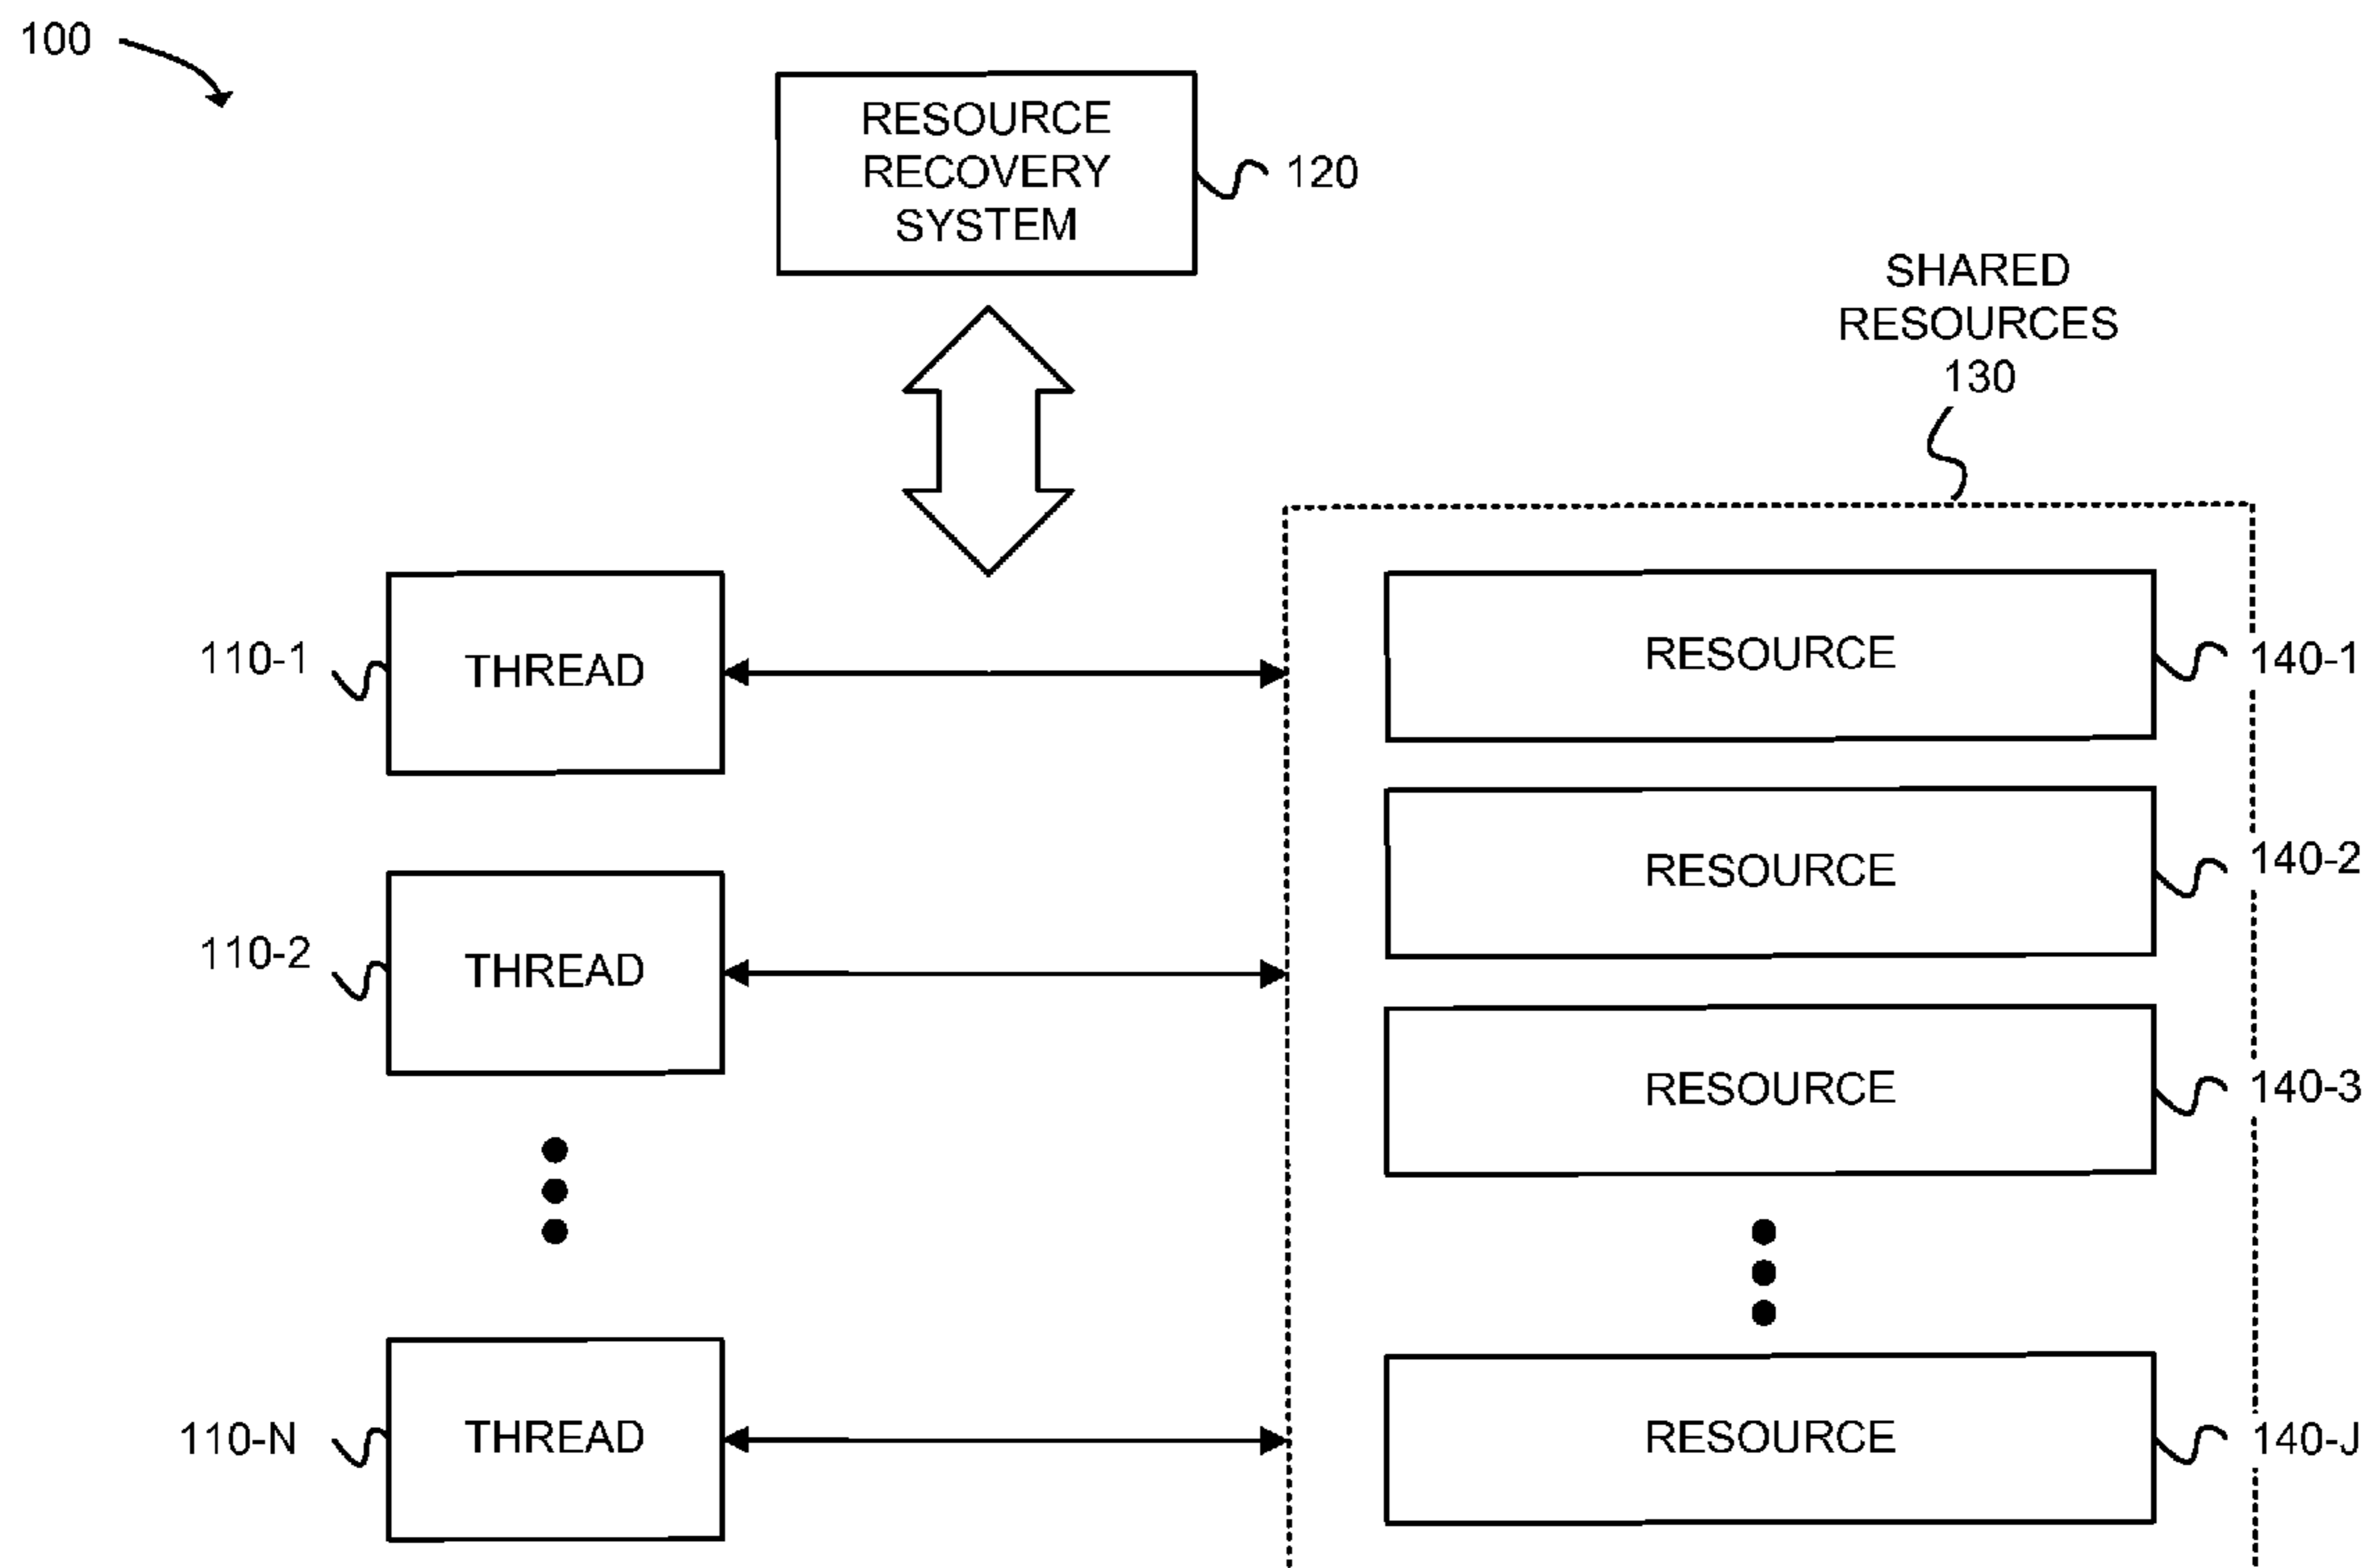 100
RESOURCE
RECOVERY
SYSTEM
120
SHARED
RESOURCES
130
110-1
THREAD
RESOURCE
140-1
110-2
THREAD
RESOURCE
140-2
RESOURCE
140-3
110-N
THREAD
RESOURCE
140-J